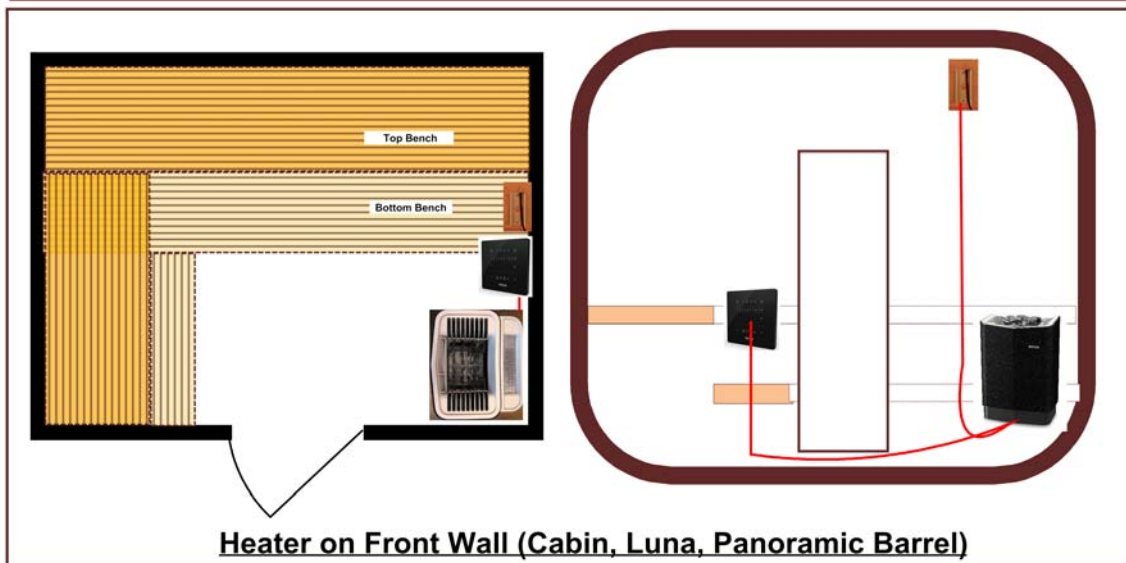 Top Bench
Bottom Bench
Heater on Front Wall (Cabin, Luna, Panoramic Barrel)